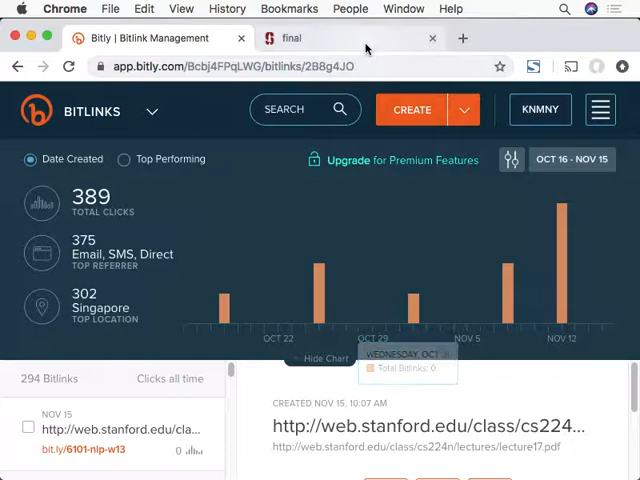 Chrome File Edit View History Bookmarks People Window Help
Bitly | Bitlink Management
final
app.bitly.com/Bcbj4FPqLWG/bitlinks/2B8g4JO
BITLINKS
SEARCH
CREATE
KNMNY
Date Created
Top Performing
Upgrade for Premium Features
OCT 16 - NOV 15
389
TOTAL CLICKS
375
Email, SMS, Direct
TOP REFERRER
302
Singapore
TOP LOCATION
OCT 22
OCT 29
NOV 5
NOV 12
Hide Chart
WEDNESDAY, OCT
Total Bitlinks: 0
294 Bitlinks
Clicks all time
NOV 15
http://web.stanford.edu/cla...
bit.ly/6101-nlp-w13
0
CREATED NOV 15, 10:07 AM
http://web.stanford.edu/class/cs224...
http://web.stanford.edu/class/cs224n/lectures/lecture17.pdf